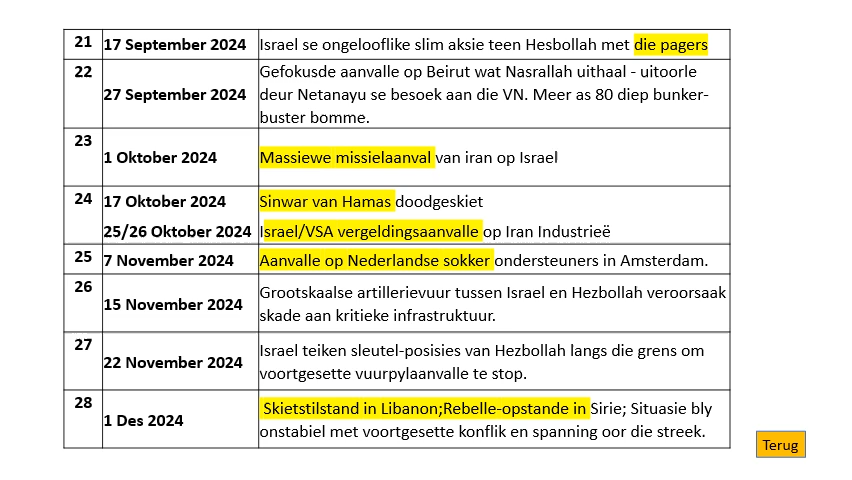 21 17 September 2024 Israel se ongelooflike slim aksie teen Hesbollah met die pagers
22 27 September 2024 Gefokusde aanvalle op Beirut wat Nasrallah uithaal - uitoorle
deur Netanayu se besoek aan die VN. Meer as 80 diep bunker-
buster bomme.
23 1 Oktober 2024 Massiewe missielaanval van iran op Israel
24 17 Oktober 2024 Sinwar van Hamas doodgeskiet
25/26 Oktober 2024 Israel/VSA vergeldingsaanvalle op Iran Industrieë
25 7 November 2024 Aanvalle op Nederlandse sokker ondersteuners in Amsterdam.
26 15 November 2024 Grootskaalse artillerievuur tussen Israel en Hezbollah veroorsaak
skade aan kritieke infrastruktuur.
27 22 November 2024 Israel teiken sleutel-posisies van Hezbollah langs die grens om
voortgesette vuurpylaanvalle te stop.
28 1 Des 2024 Skietstilstand in Libanon;Rebelle-opstande in Sirie; Situasie bly
onstabiel met voortgesette konflik en spanning oor die streek.
Terug